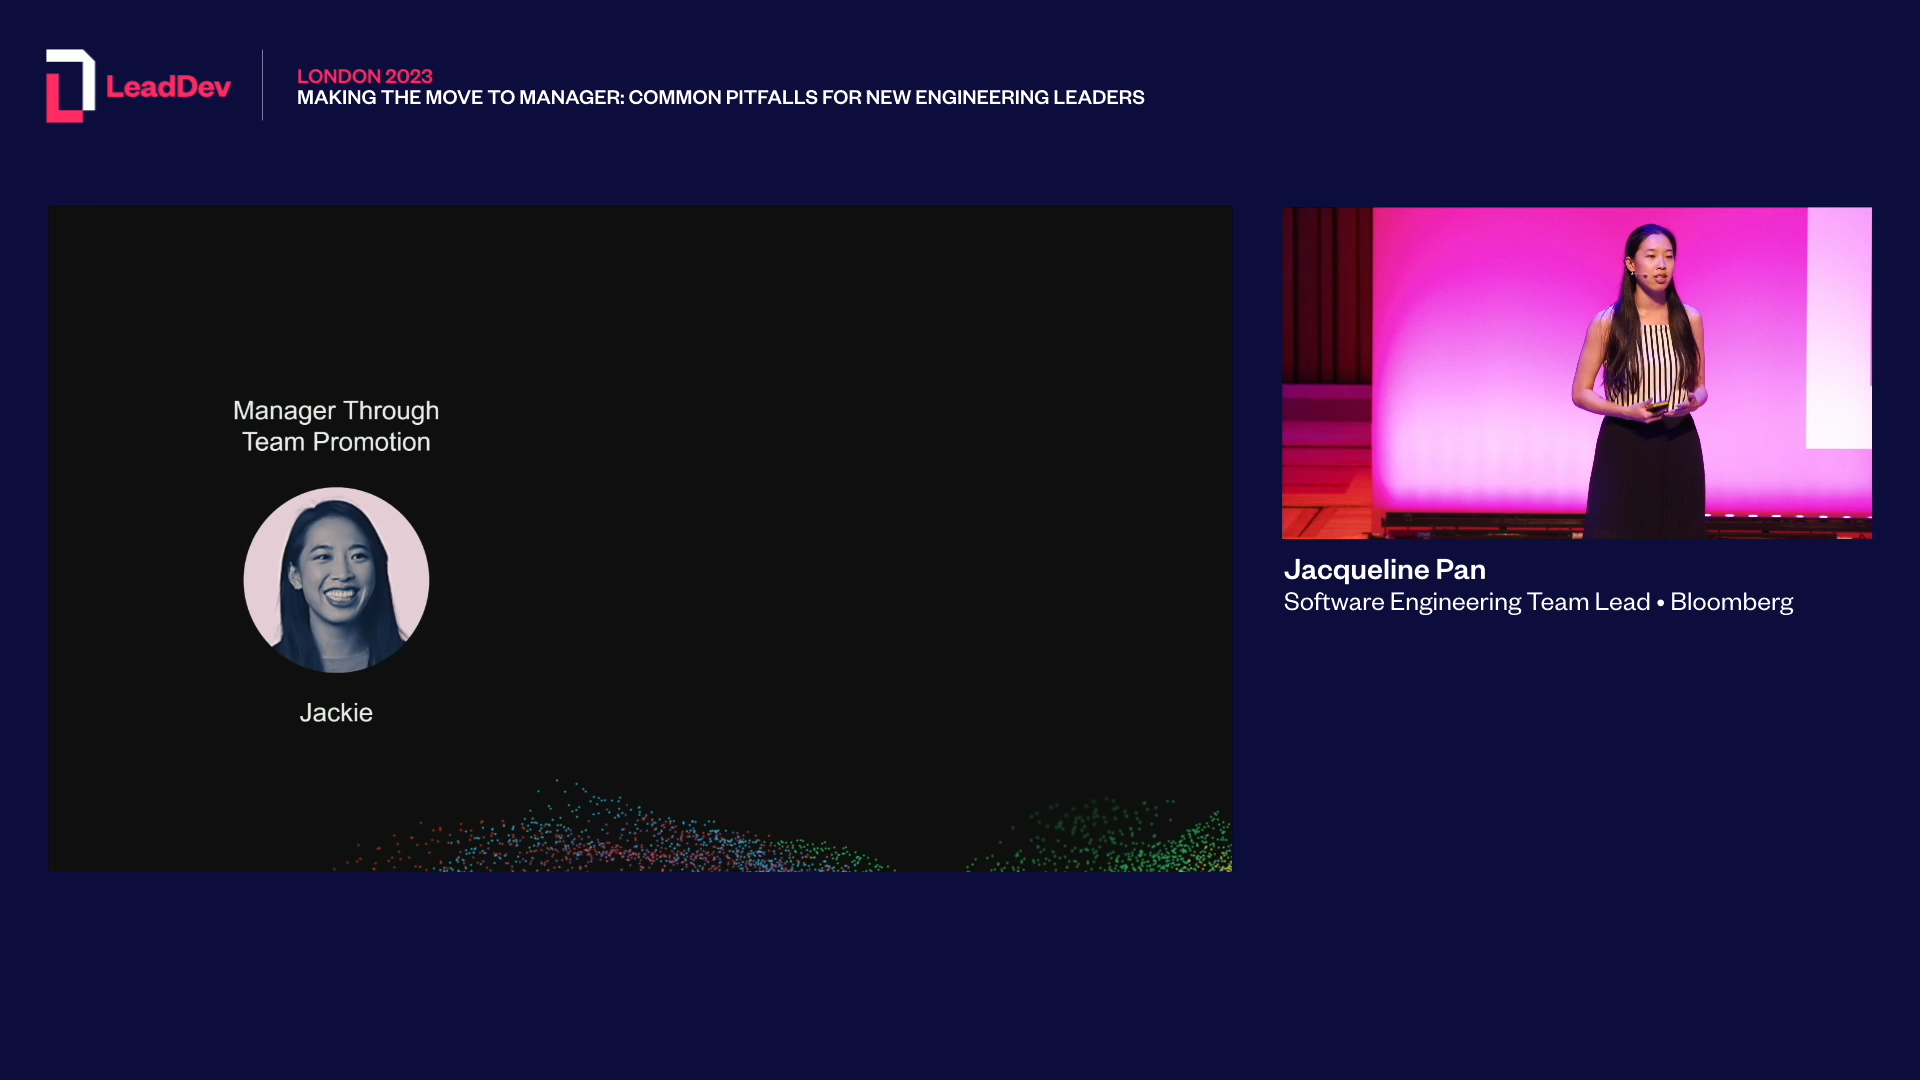 LeadDev
LONDON 2023
MAKING THE MOVE TO MANAGER: COMMON PITFALLS FOR NEW ENGINEERING LEADERS
Manager Through
Team Promotion
Jackie
Jacqueline Pan
Software Engineering Team Lead • Bloomberg